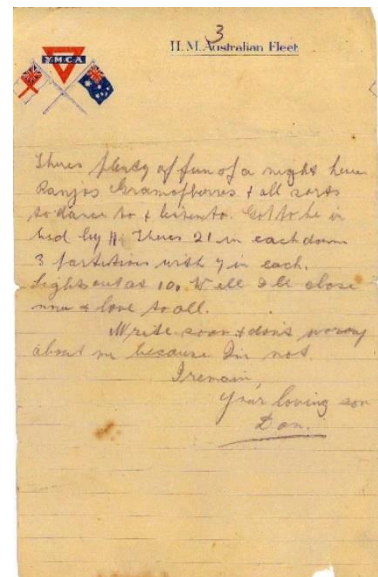 3
H.M. Australian Fleet
Y.M.C.A
Theres plenty of fun of a night here
Banjos Gramophones & all sorts
to dance to & listen to. Got to be in
bed by 9. Theres 21 in each dorm
3 partitions with 7 in each.
Lights out at 10. Well I'll close
now & love to all.
Write soon & don't worry
about me because I'm not
I remain,
Your loving son
Don.